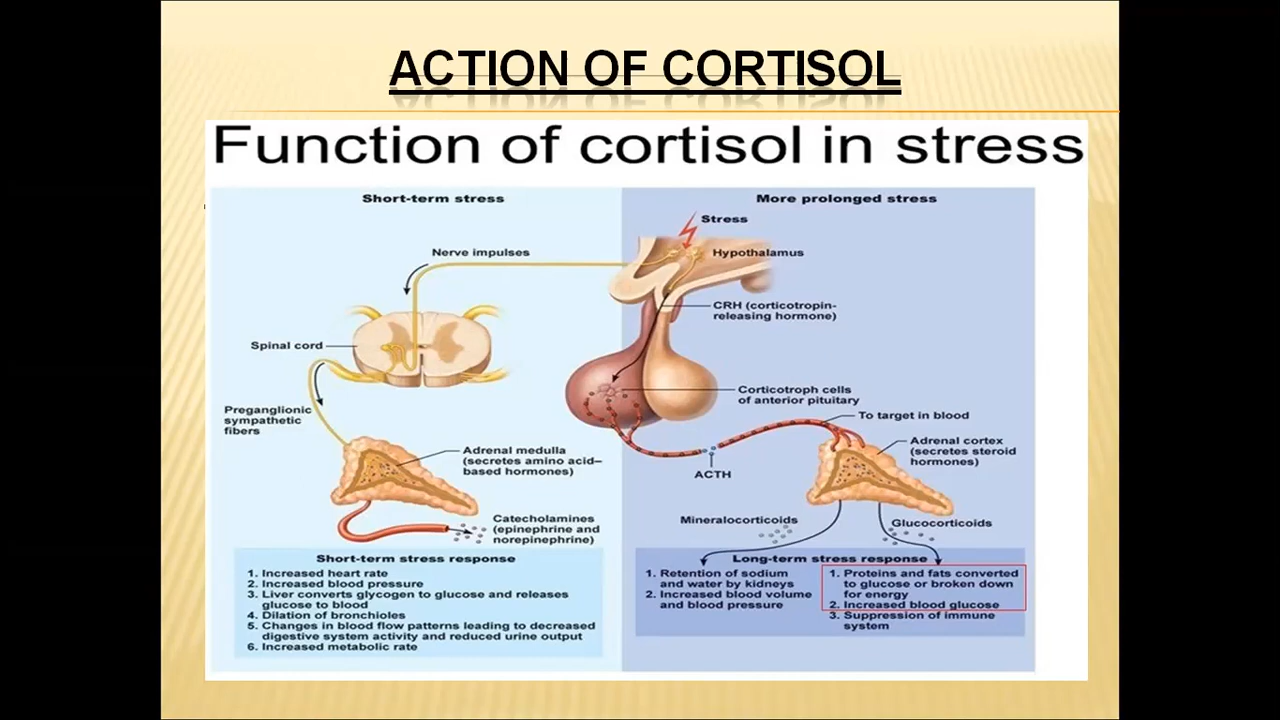 ACTION OF CORTISOL
Function of cortisol in stress
Short-term stress
More prolonged stress
Stress
Nerve impulses
Hypothalamus
CRH (corticotropin-
releasing hormone)
Spinal cord
Corticotroph cells
of anterior pituitary
Preganglionic
sympathetic
fibers
To target in blood
Adrenal medulla
(secretes amino acid–
based hormones)
Adrenal cortex
(secretes steroid
hormones)
ACTH
Catecholamines
(epinephrine and
norepinephrine)
Mineralocorticoids
Glucocorticoids
Short-term stress response
1. Increased heart rate
2. Increased blood pressure
3. Liver converts glycogen to glucose and releases
glucose to blood
4. Dilation of bronchioles
5. Changes in blood flow patterns leading to decreased
digestive system activity and reduced urine output
6. Increased metabolic rate
Long-term stress response
1. Retention of sodium
and water by kidneys
2. Increased blood volume
and blood pressure
1. Proteins and fats converted
to glucose or broken down
for energy
2. Increased blood glucose
3. Suppression of immune
system